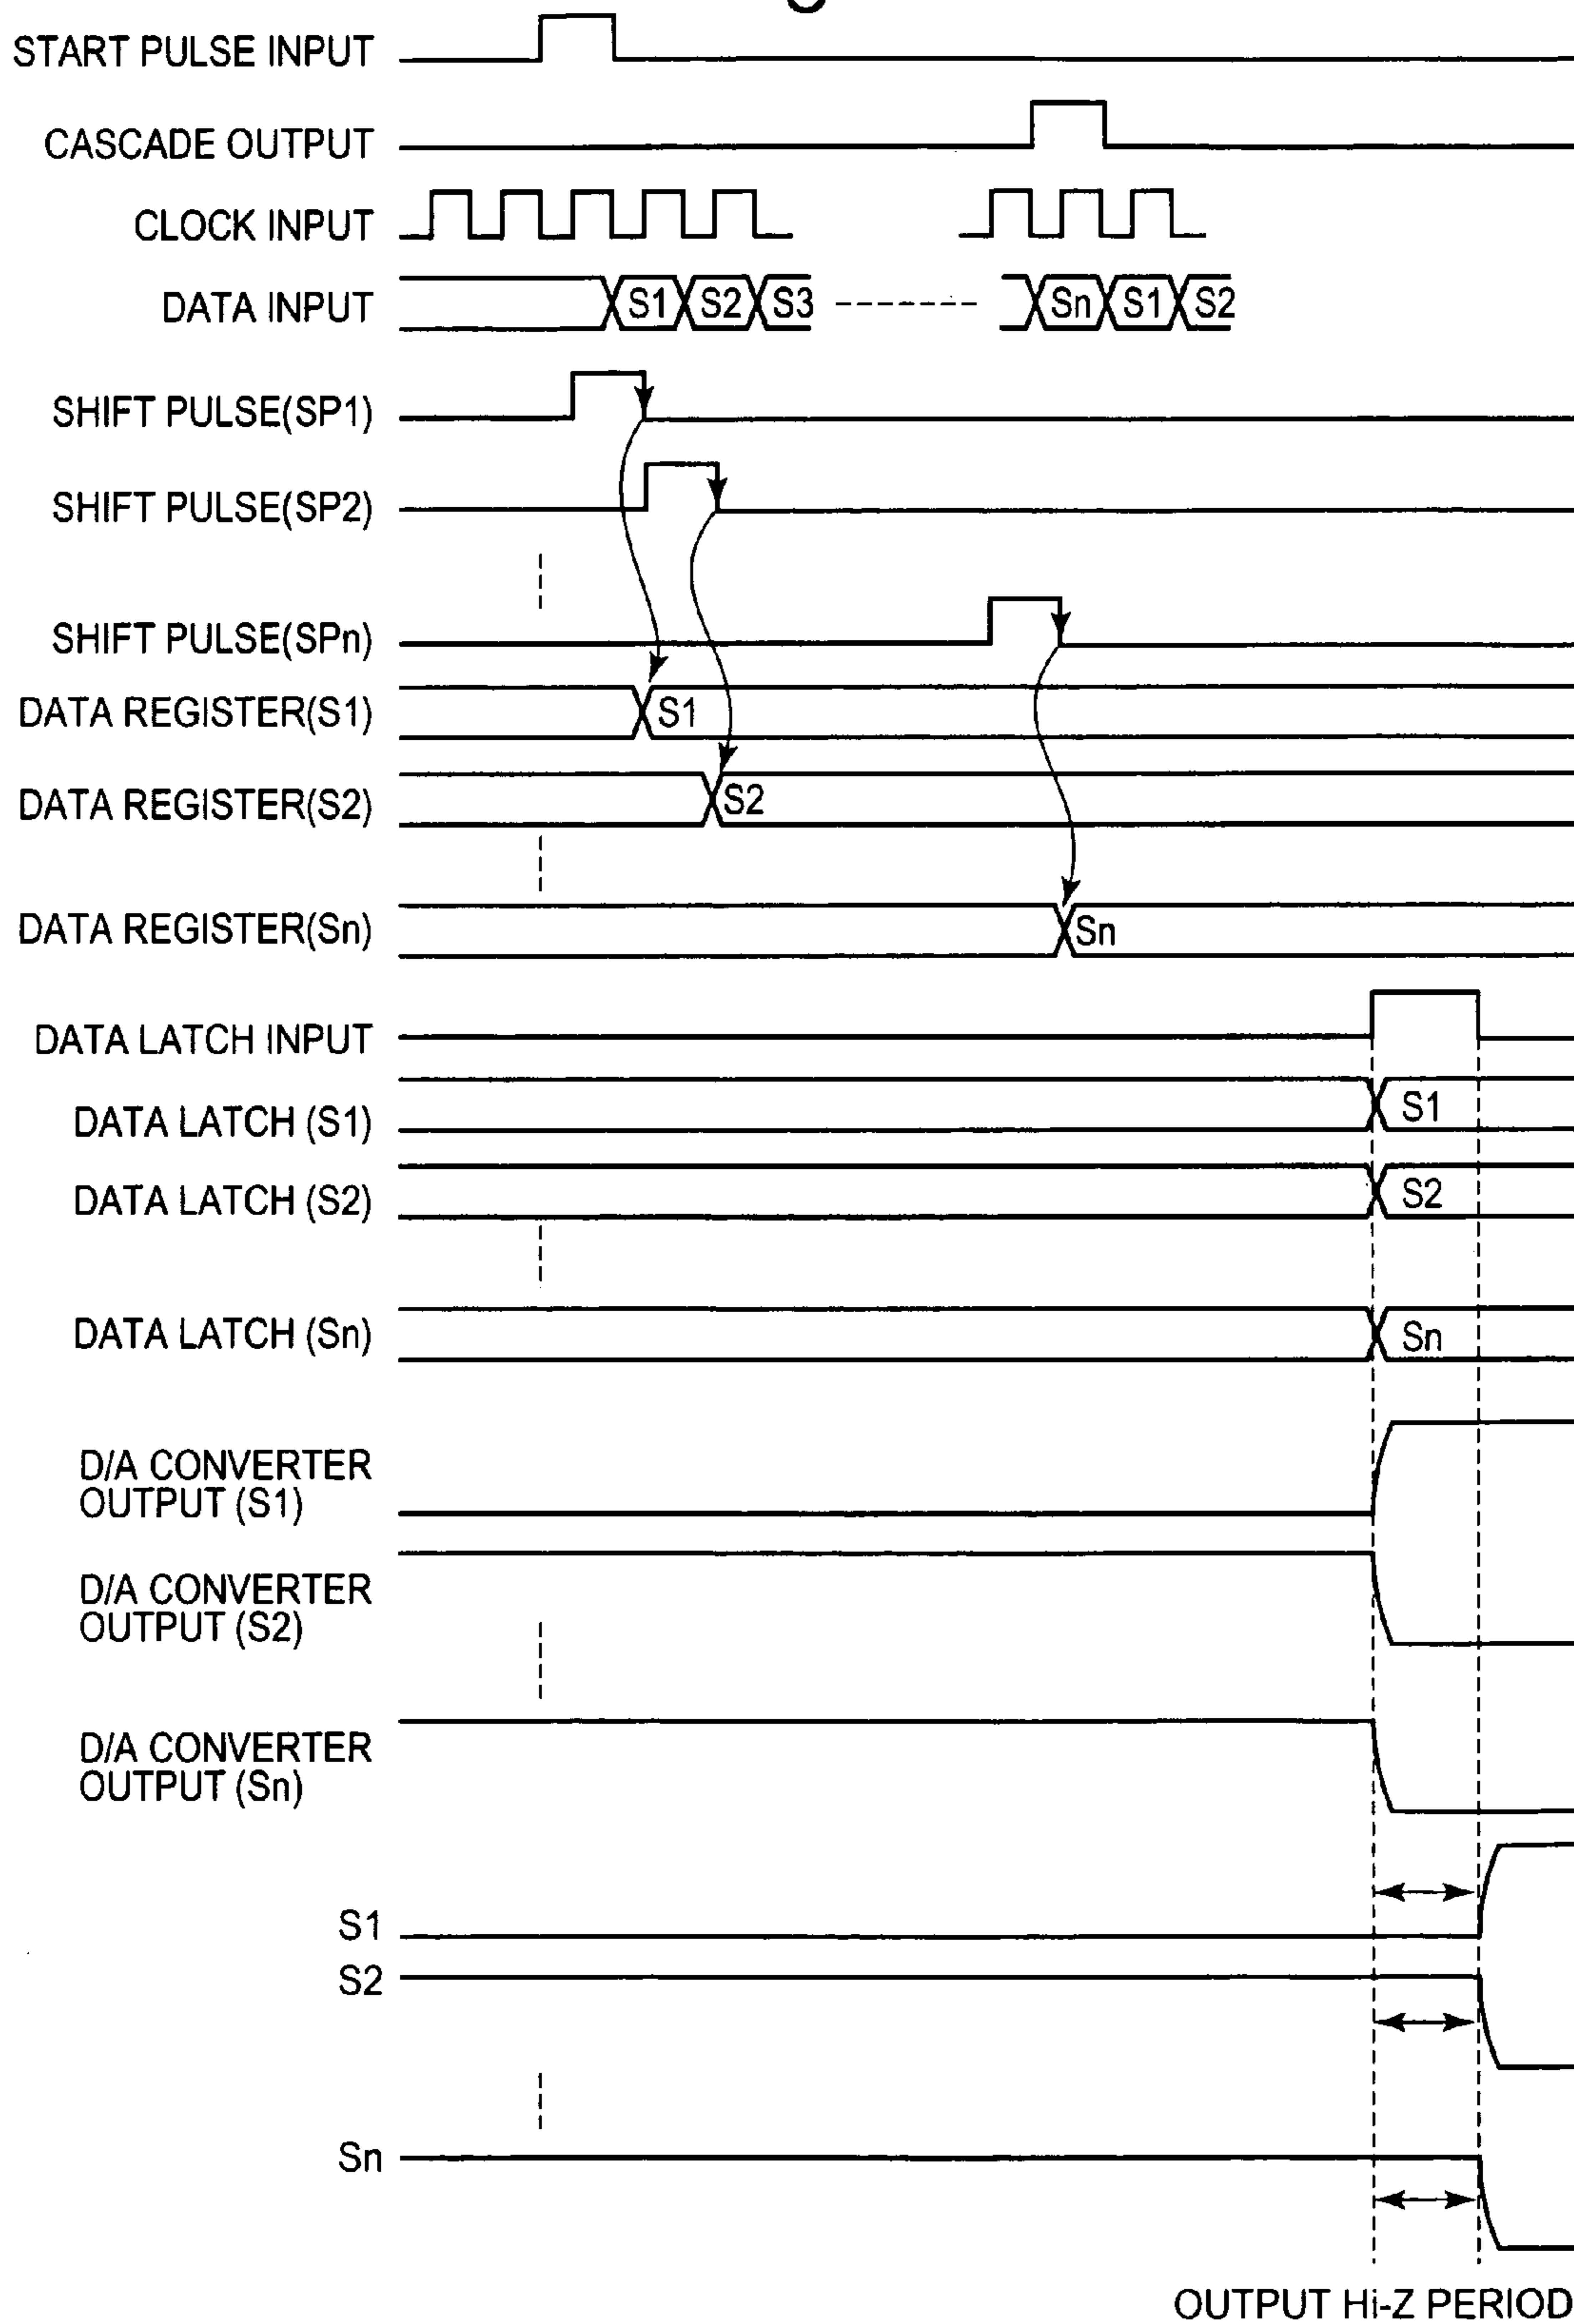 START PULSE INPUT
CASCADE OUTPUT
CLOCK INPUT
DATA INPUT S1 S2 S3 Sn S1 S2
SHIFT PULSE(SP1)
SHIFT PULSE(SP2)
SHIFT PULSE(SPn)
DATA REGISTER(S1) S1
DATA REGISTER(S2) S2
DATA REGISTER(Sn) Sn
DATA LATCH INPUT
DATA LATCH (S1) S1
DATA LATCH (S2) S2
DATA LATCH (Sn) Sn
D/A CONVERTER
OUTPUT (S1)
D/A CONVERTER
OUTPUT (S2)
D/A CONVERTER
OUTPUT (Sn)
S1
S2
Sn
OUTPUT Hi-Z PERIOD